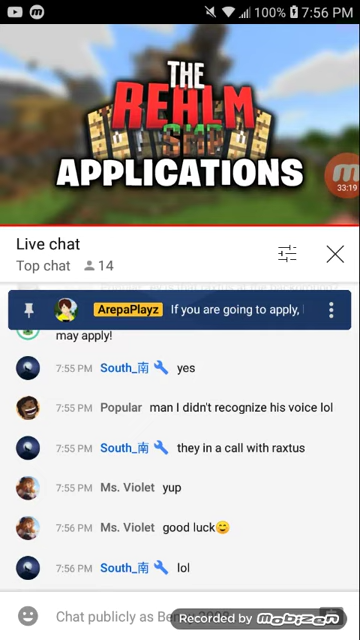 100% 7:56 PM
THE
REHLM
SMP
APPLICATIONS
33:19
Live chat
Top chat 14
ArepaPlayz If you are going to apply,
may apply!
7:55 PM South_南 yes
7:55 PM Popular man I didn't recognize his voice lol
7:55 PM South_南 they in a call with raxtus
7:55 PM Ms. Violet yup
7:56 PM Ms. Violet good luck😊
7:56 PM South_南 lol
Chat publicly as
Recorded by mobizen